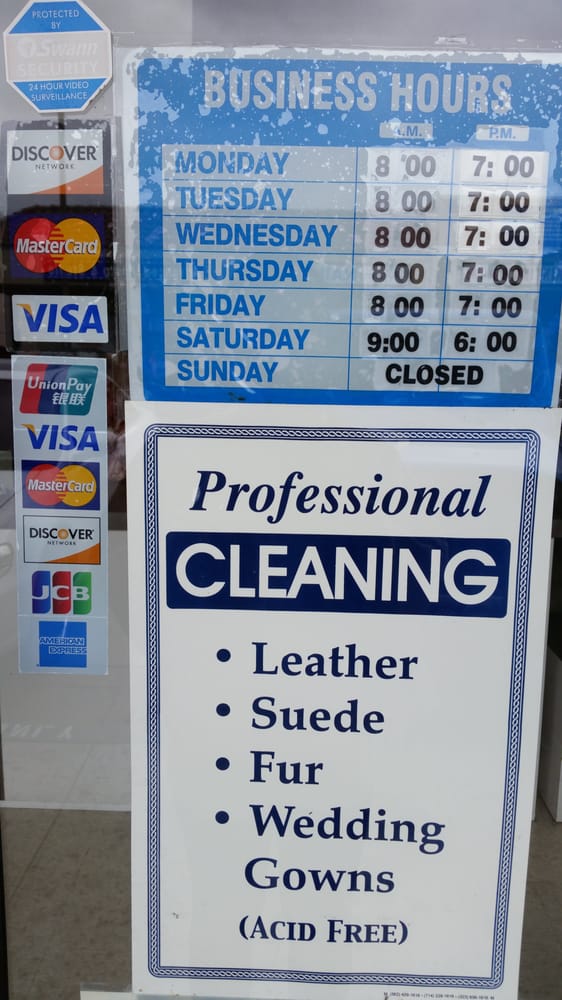 PROTECTED
BY
Swann
SECURITY
24 HOUR VIDEO
SURVEILLANCE
DISCOVER
NETWORK
MasterCard
VISA
UnionPay
银联
VISA
MasterCard
DISCOVER
NETWORK
JCB
AMERICAN
EXPRESS
BUSINESS HOURS
A.M. P.M.
MONDAY 8 00 7: 00
TUESDAY 8 00 7: 00
WEDNESDAY 8 00 7: 00
THURSDAY 8 00 7: 00
FRIDAY 8 00 7: 00
SATURDAY 9:00 6: 00
SUNDAY CLOSED
Professional
CLEANING
• Leather
• Suede
• Fur
• Wedding
Gowns
(ACID FREE)